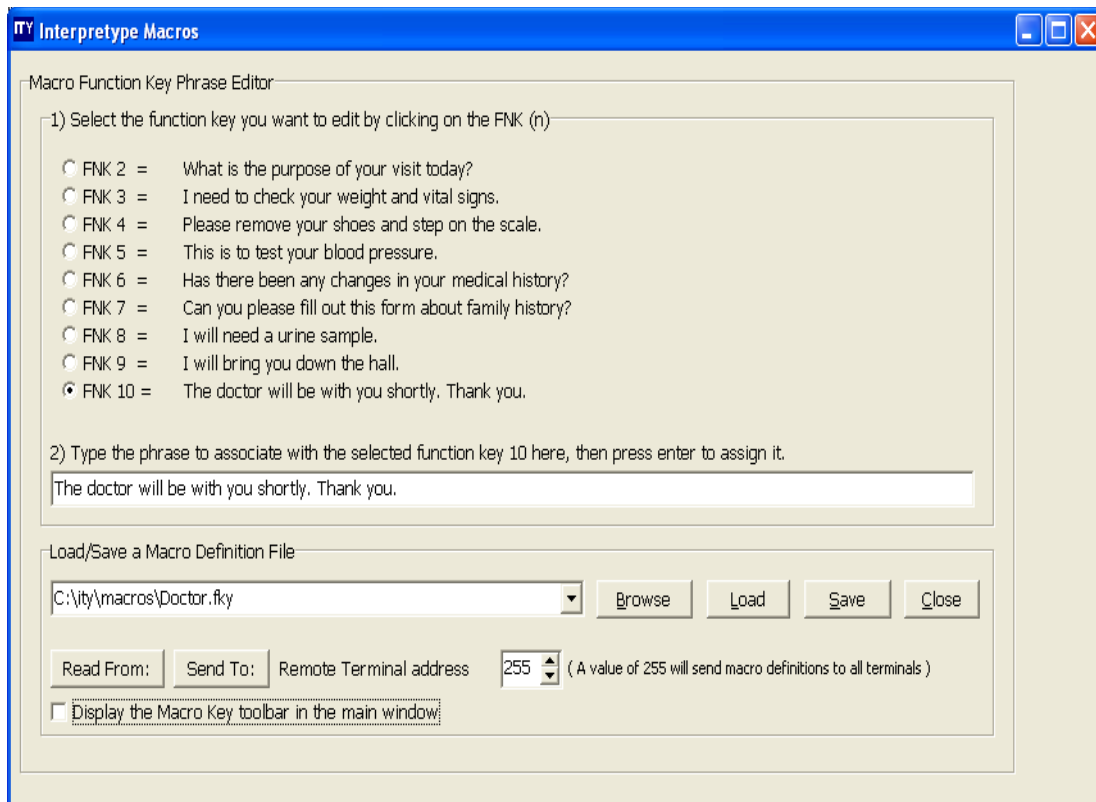 ITY Interpretype Macros
Macro Function Key Phrase Editor
1) Select the function key you want to edit by clicking on the FNK (n)
FNK 2 = What is the purpose of your visit today?
FNK 3 = I need to check your weight and vital signs.
FNK 4 = Please remove your shoes and step on the scale.
FNK 5 = This is to test your blood pressure.
FNK 6 = Has there been any changes in your medical history?
FNK 7 = Can you please fill out this form about family history?
FNK 8 = I will need a urine sample.
FNK 9 = I will bring you down the hall.
FNK 10 = The doctor will be with you shortly. Thank you.
2) Type the phrase to associate with the selected function key 10 here, then press enter to assign it.
The doctor will be with you shortly. Thank you.
Load/Save a Macro Definition File
C:\ity\macros\Doctor.fky Browse Load Save Close
Read From: Send To: Remote Terminal address 255 ( A value of 255 will send macro definitions to all terminals )
Display the Macro Key toolbar in the main window